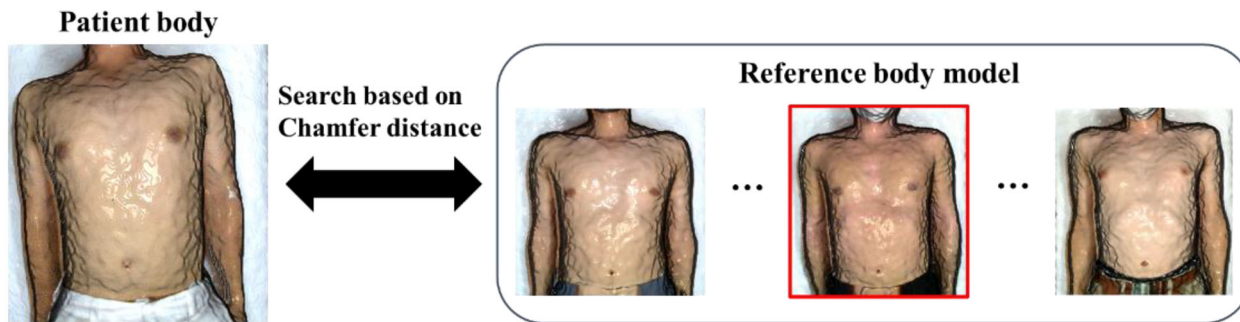 Patient body
Search based on
Chamfer distance
Reference body model
...
...